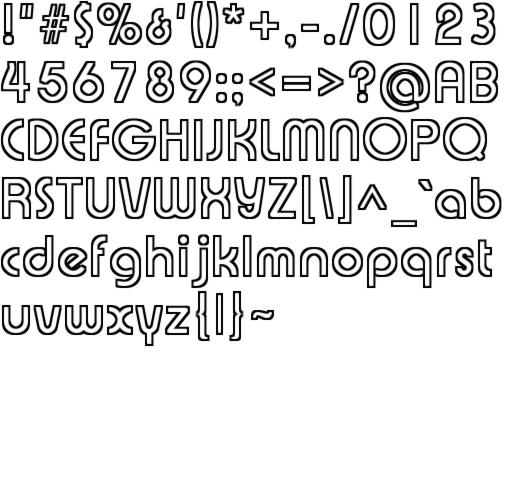 !"#$%&'()*+,-./0123
456789:;<=>?@AB
CDEFGHIJKLMNOPQ
RSTUVWXYZ[\]^_`ab
cdefghijklmnopqrst
uvwxyz{|}~